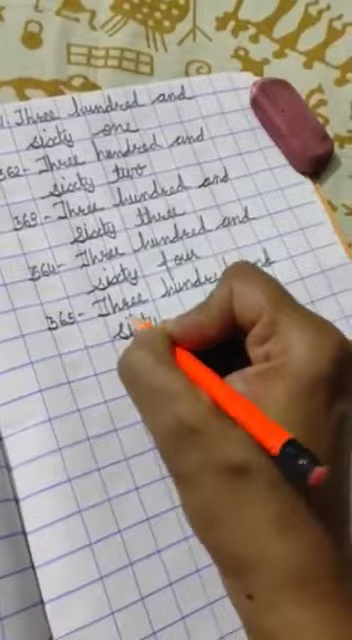 Three hundred and
sixty one
362- Three hendred and
sixty two
363- Three hundred and
sixty three
364- Three hundred and
sixty four
365- Three hundred and